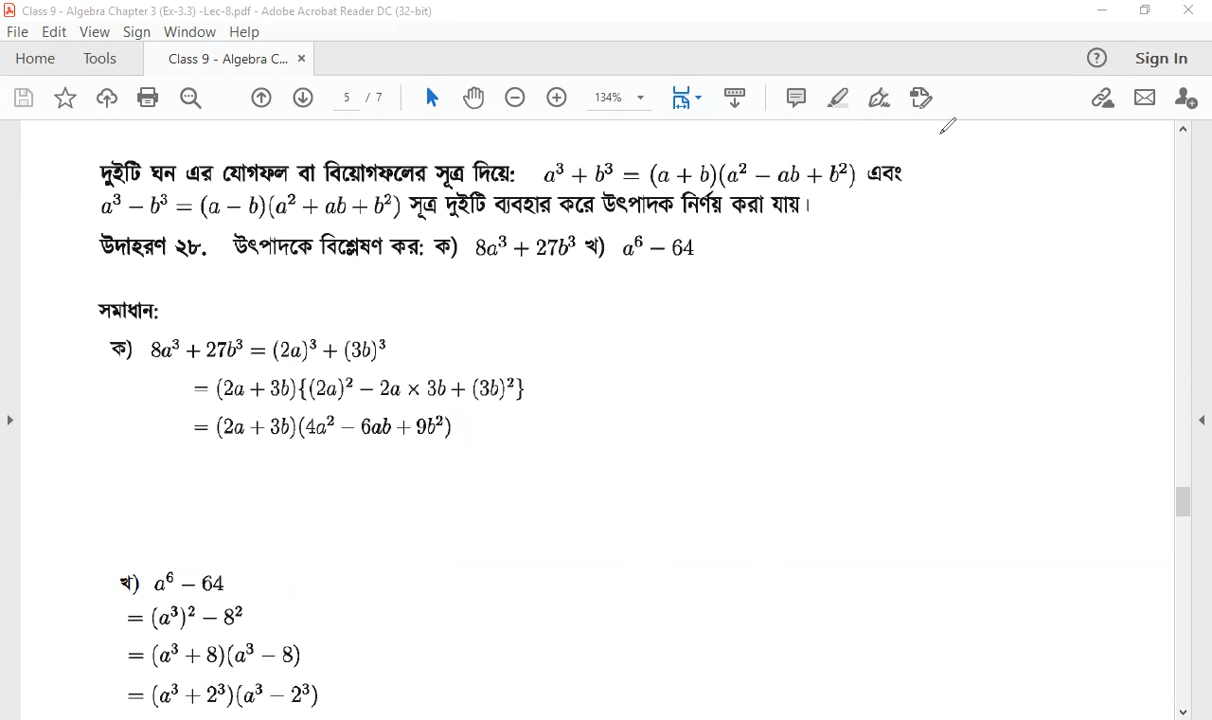 Class 9 - Algebra Chapter 3 (Ex-3.3) -Lec-8.pdf - Adobe Acrobat Reader DC (32-bit)
File Edit View Sign Window Help
Home Tools Class 9 - Algebra C... × Sign In
5 / 7 134%
দুইটি ঘন এর যোগফল বা বিয়োগফলের সূত্র দিয়ে: a³ + b³ = (a + b)(a² − ab + b²) এবং
a³ − b³ = (a − b)(a² + ab + b²) সূত্র দুইটি ব্যবহার করে উৎপাদক নির্ণয় করা যায়।
উদাহরণ ২৮. উৎপাদকে বিশ্লেষণ কর: ক) 8a³ + 27b³ খ) a⁶ − 64
সমাধান:
ক) 8a³ + 27b³ = (2a)³ + (3b)³
= (2a + 3b){(2a)² − 2a × 3b + (3b)²}
= (2a + 3b)(4a² − 6ab + 9b²)
খ) a⁶ − 64
= (a³)² − 8²
= (a³ + 8)(a³ − 8)
= (a³ + 2³)(a³ − 2³)